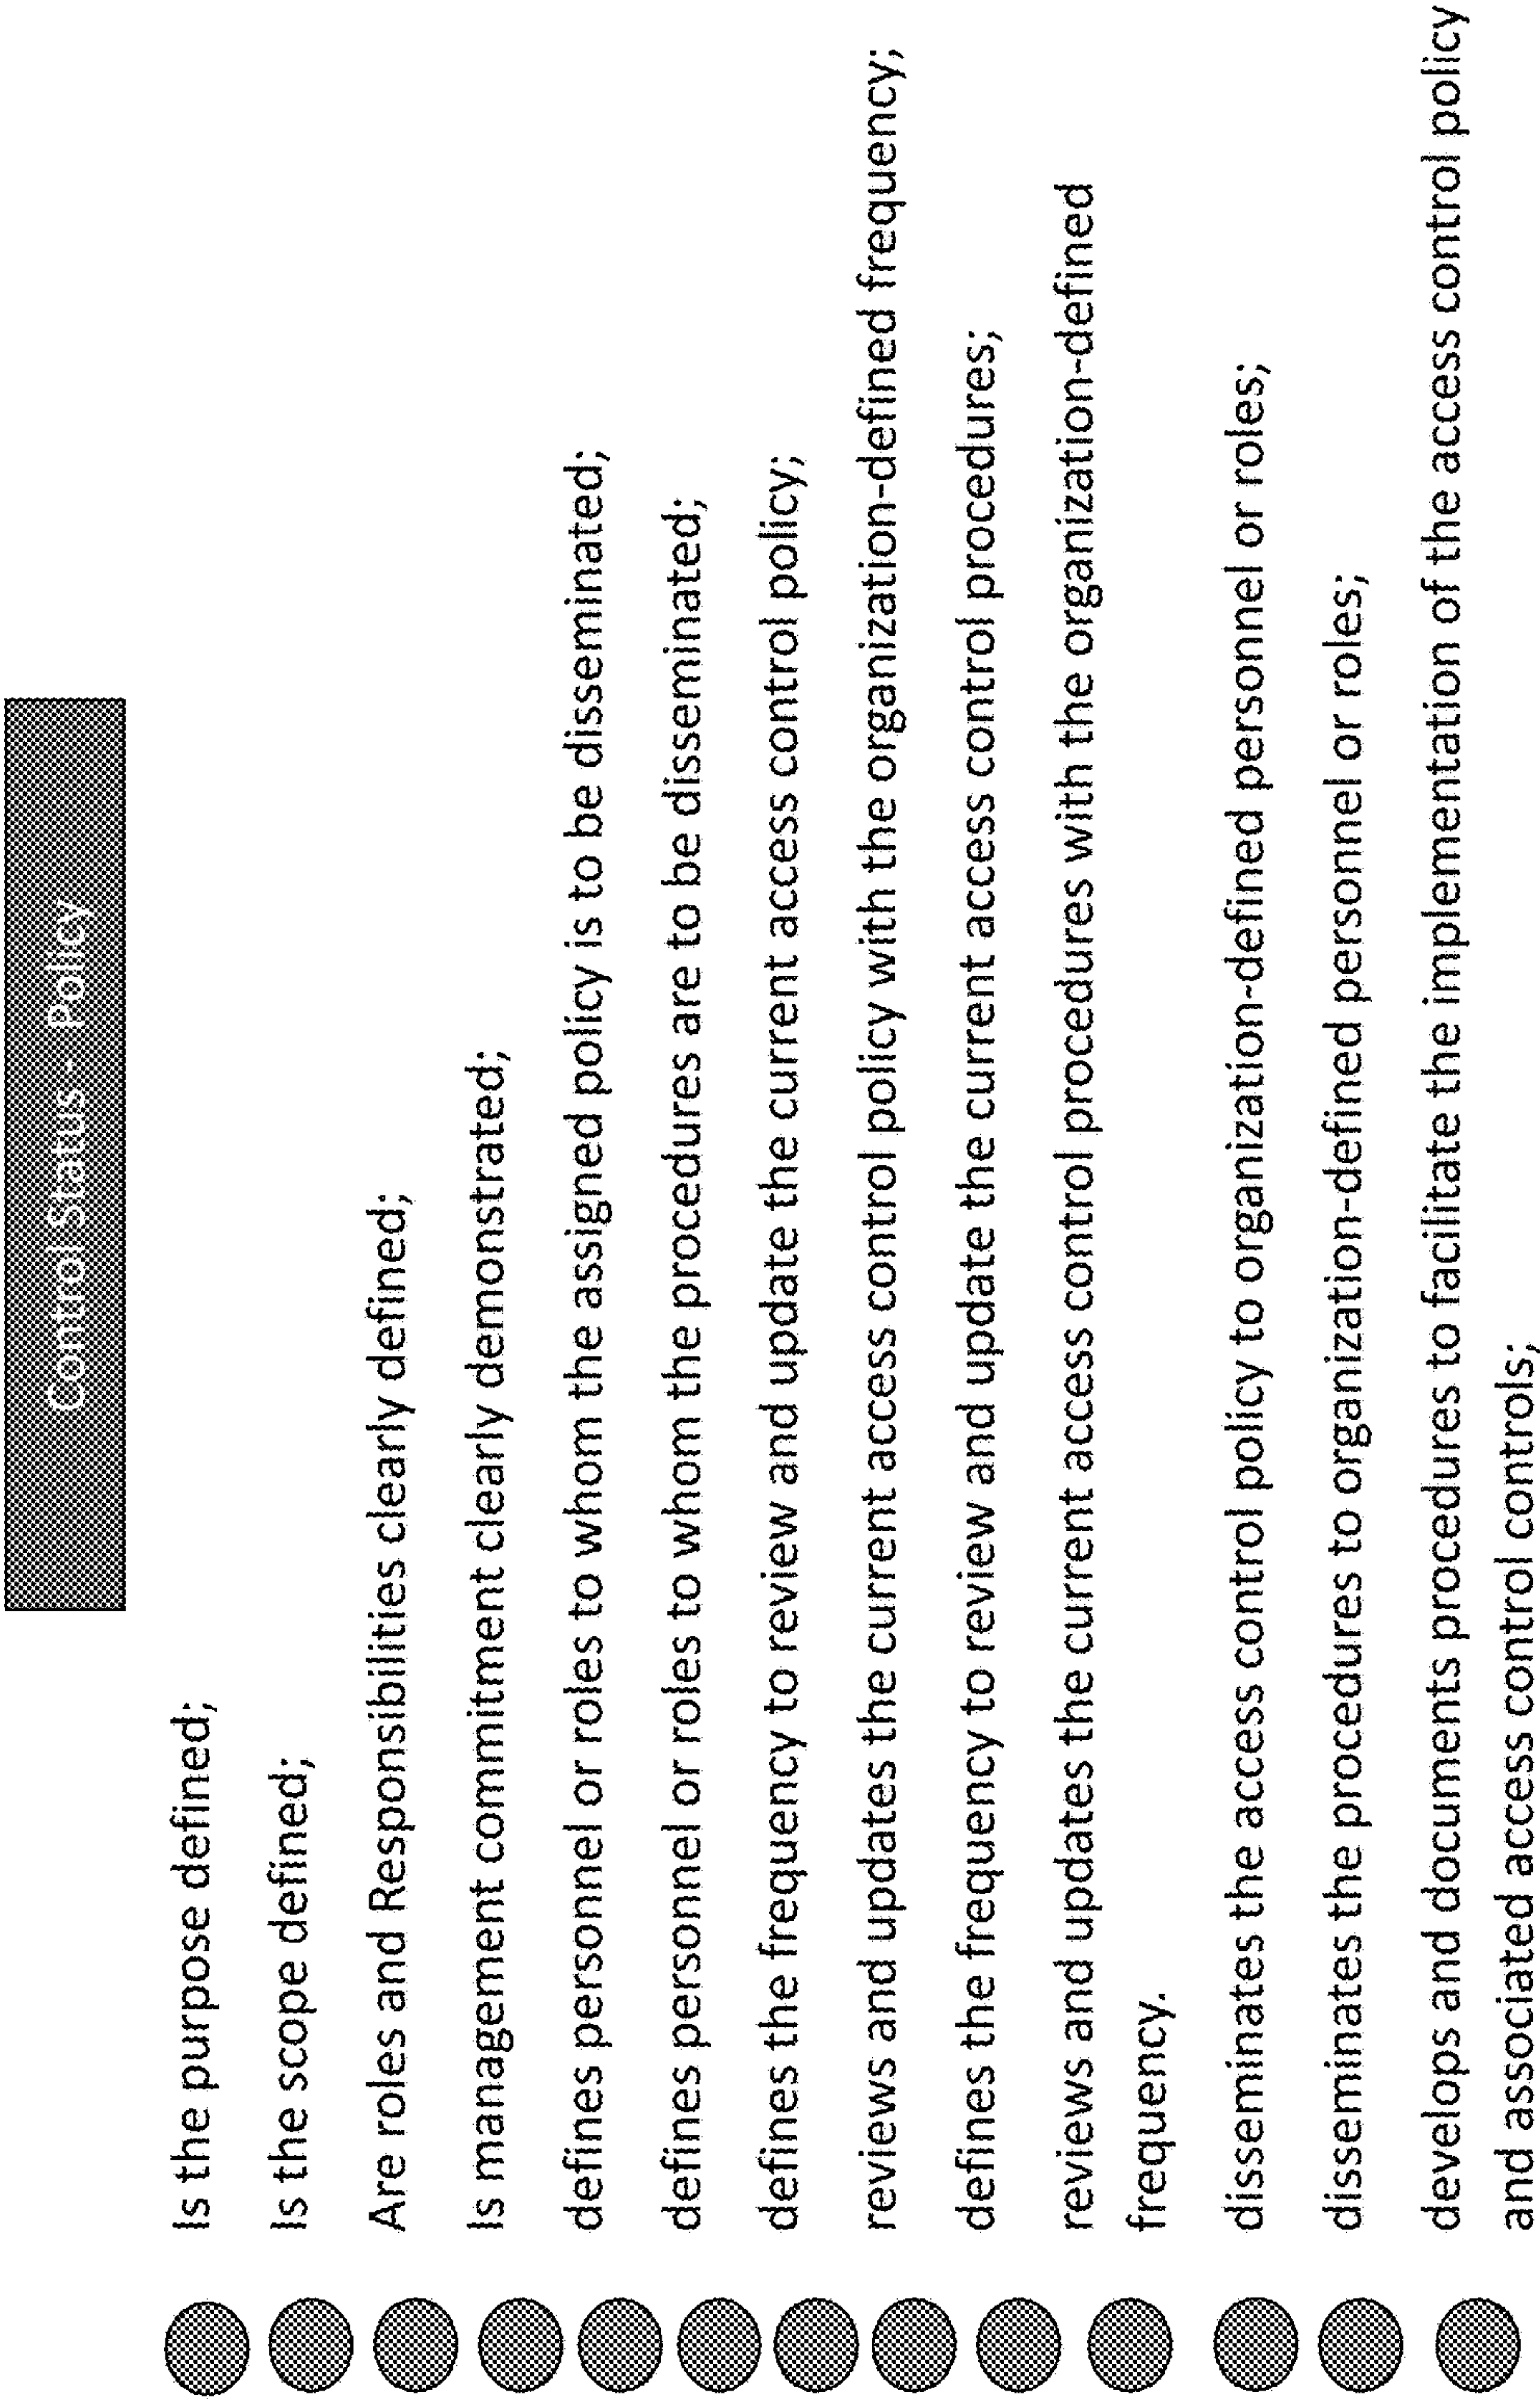 Control Status - Policy
Is the purpose defined;
Is the scope defined;
Are roles and Responsibilities clearly defined;
Is management commitment clearly demonstrated;
defines personnel or roles to whom the assigned policy is to be disseminated;
defines personnel or roles to whom the procedures are to be disseminated;
defines the frequency to review and update the current access control policy;
reviews and updates the current access control policy with the organization-defined frequency;
defines the frequency to review and update the current access control procedures;
reviews and updates the current access control procedures with the organization-defined
frequency.
disseminates the access control policy to organization-defined personnel or roles;
disseminates the procedures to organization-defined personnel or roles;
develops and documents procedures to facilitate the implementation of the access control policy
and associated access control controls;